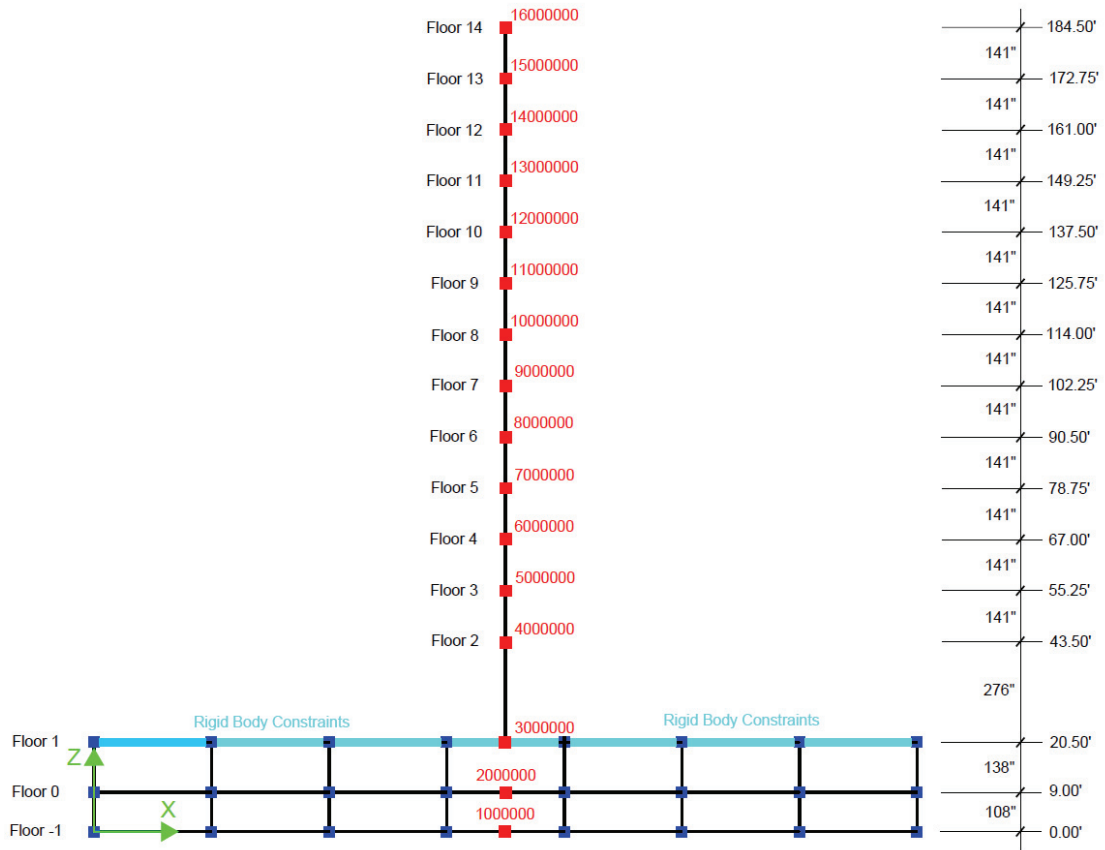 16000000
Floor 14
184.50'
141"
15000000
Floor 13
172.75'
141"
14000000
Floor 12
161.00'
141"
13000000
Floor 11
149.25'
141"
12000000
Floor 10
137.50'
141"
11000000
Floor 9
125.75'
141"
10000000
Floor 8
114.00'
141"
9000000
Floor 7
102.25'
141"
8000000
Floor 6
90.50'
141"
7000000
Floor 5
78.75'
141"
6000000
Floor 4
67.00'
141"
5000000
Floor 3
55.25'
141"
4000000
Floor 2
43.50'
276"
Rigid Body Constraints
3000000
Rigid Body Constraints
Floor 1
20.50'
Z
138"
2000000
Floor 0
9.00'
X
1000000
108"
Floor -1
0.00'